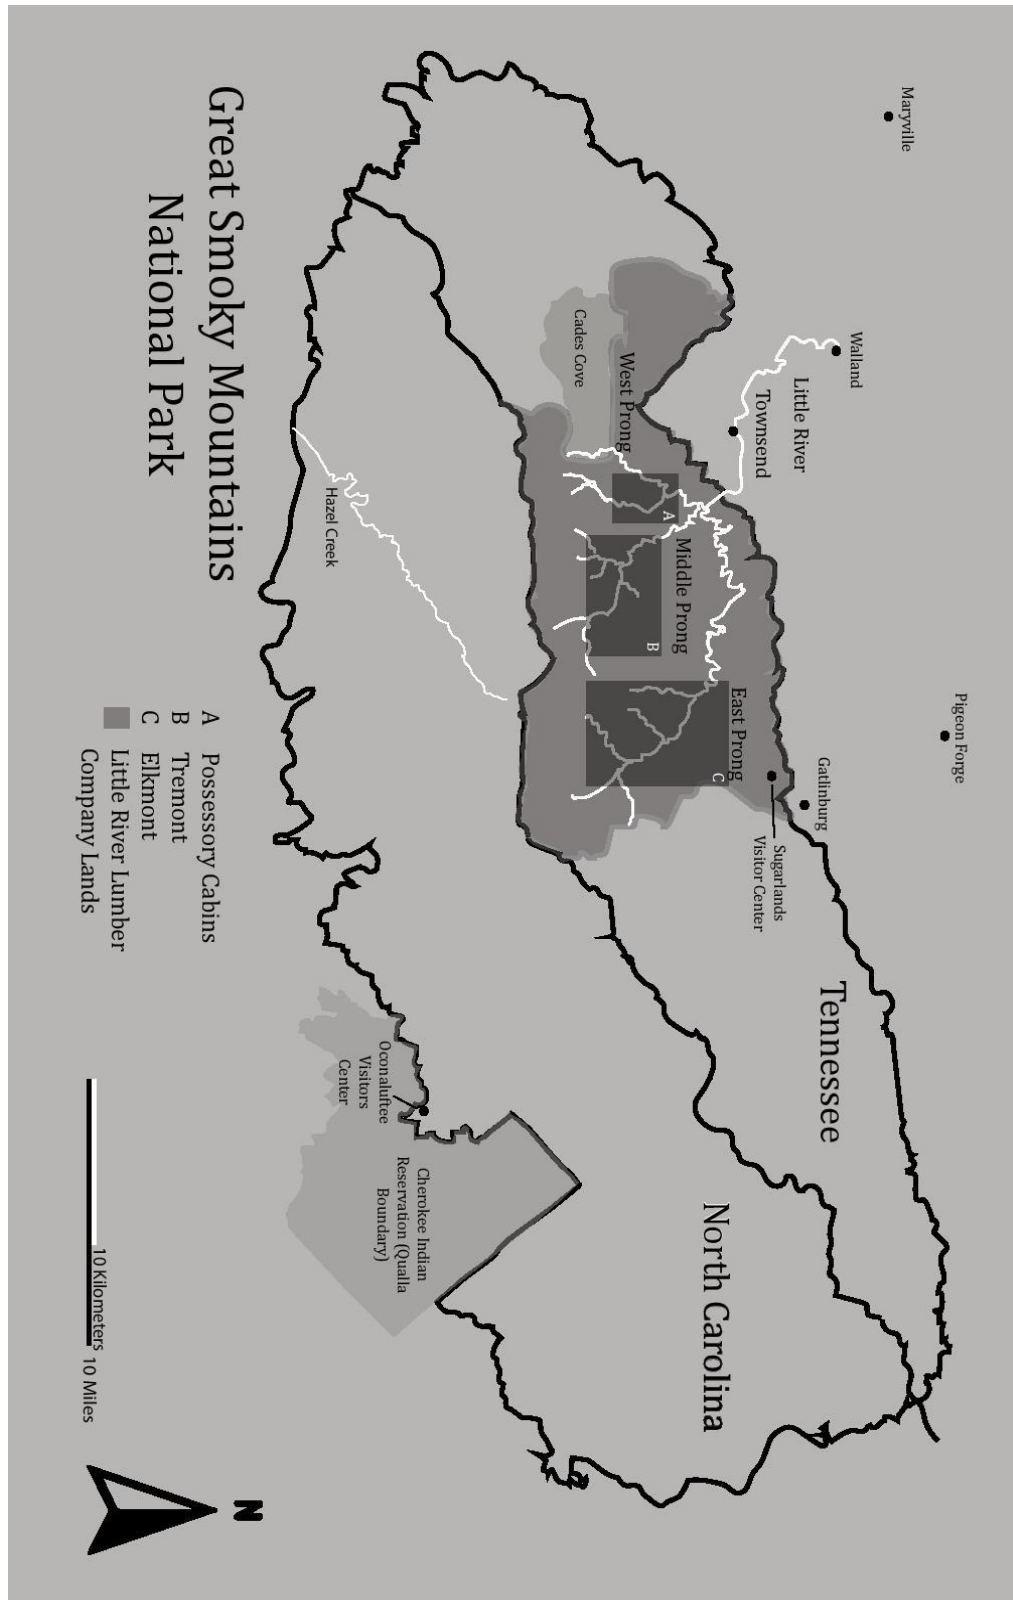 Maryville
Walland
Little River
Townsend
Pigeon Forge
Gatlinburg
Sugarlands
Visitor Center
Tennessee
North Carolina
West Prong
Cades Cove
A
Middle Prong
B
East Prong
C
Hazel Creek
Oconaluftee
Visitors
Center
Cherokee Indian
Reservation (Qualla
Boundary)
Great Smoky Mountains
National Park
A Possessory Cabins
B Tremont
C Elkmont
Little River Lumber
Company Lands
10 Kilometers
10 Miles
N